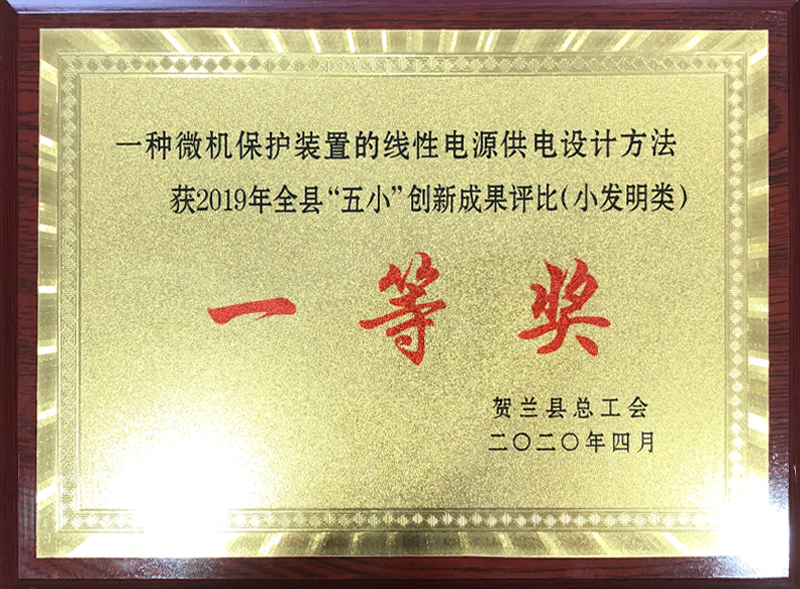 一种微机保护装置的线性电源供电设计方法
获2019年全县“五小”创新成果评比(小发明类)
一等奖
贺兰县总工会
二〇二〇年四月